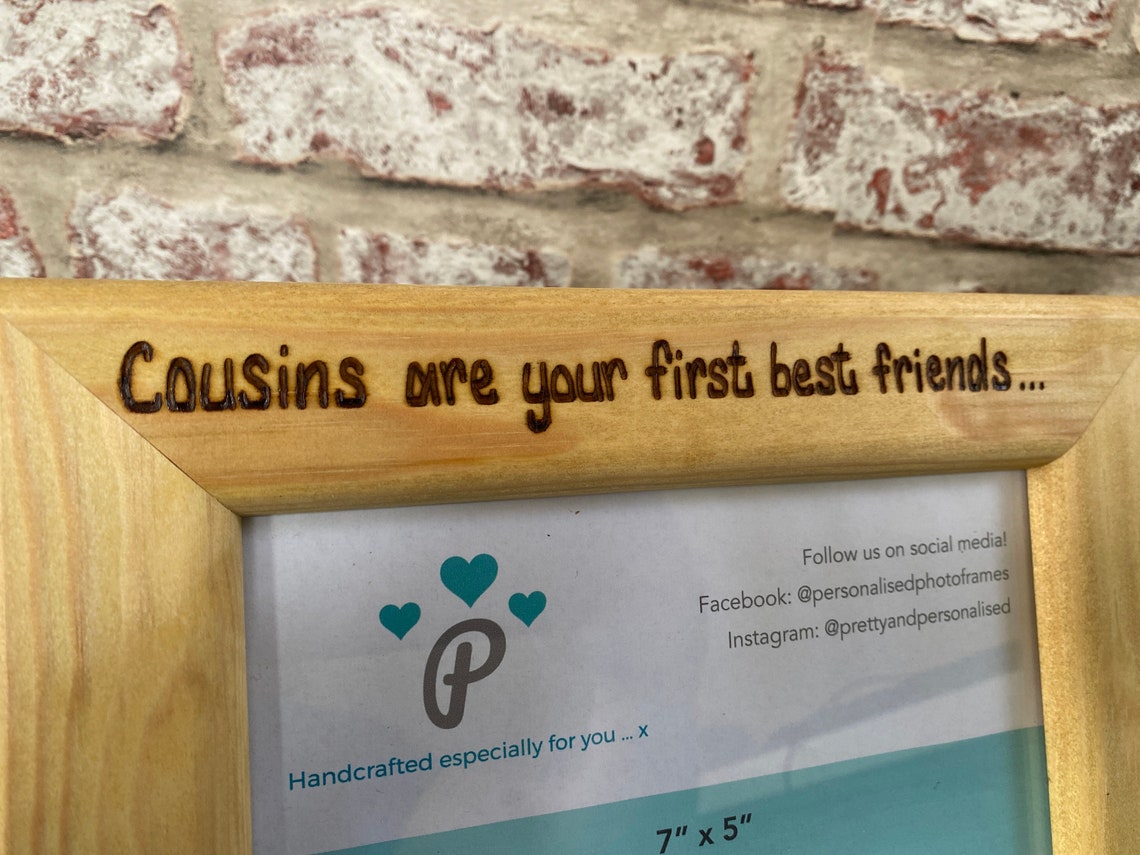 Cousins are your first best friends...
Follow us on social media!
Facebook: @personalisedphotoframes
Instagram: @prettyandpersonalised
P
Handcrafted especially for you ... x
7" x 5"